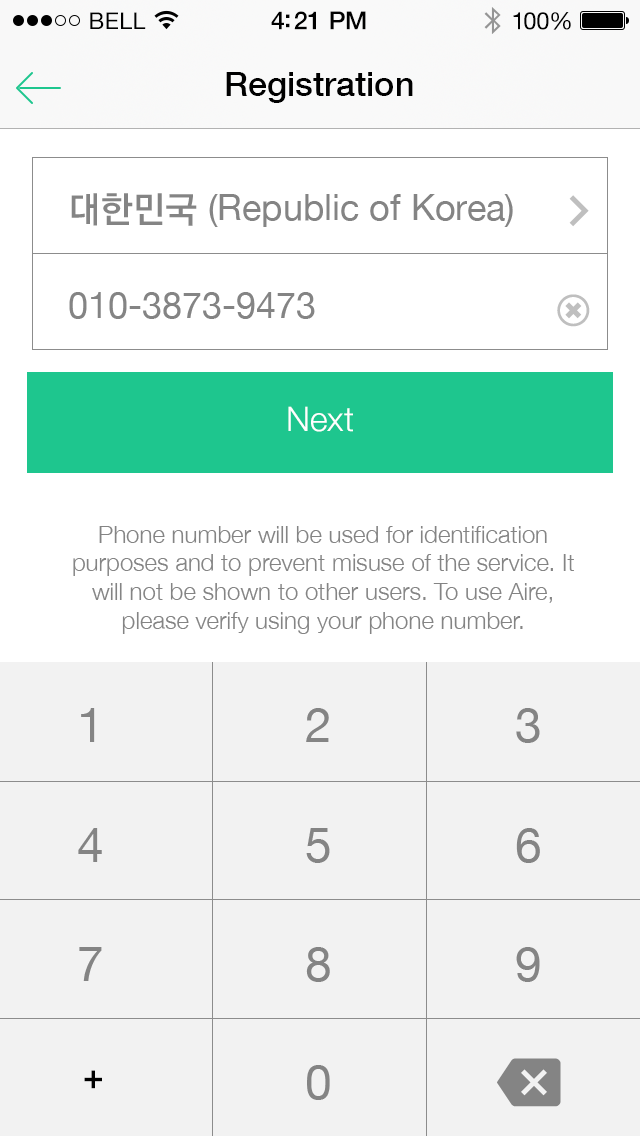 BELL 4:21 PM 100%
Registration
대한민국 (Republic of Korea)
010-3873-9473
Next
Phone number will be used for identification
purposes and to prevent misuse of the service. It
will not be shown to other users. To use Aire,
please verify using your phone number.
1 2 3
4 5 6
7 8 9
+ 0